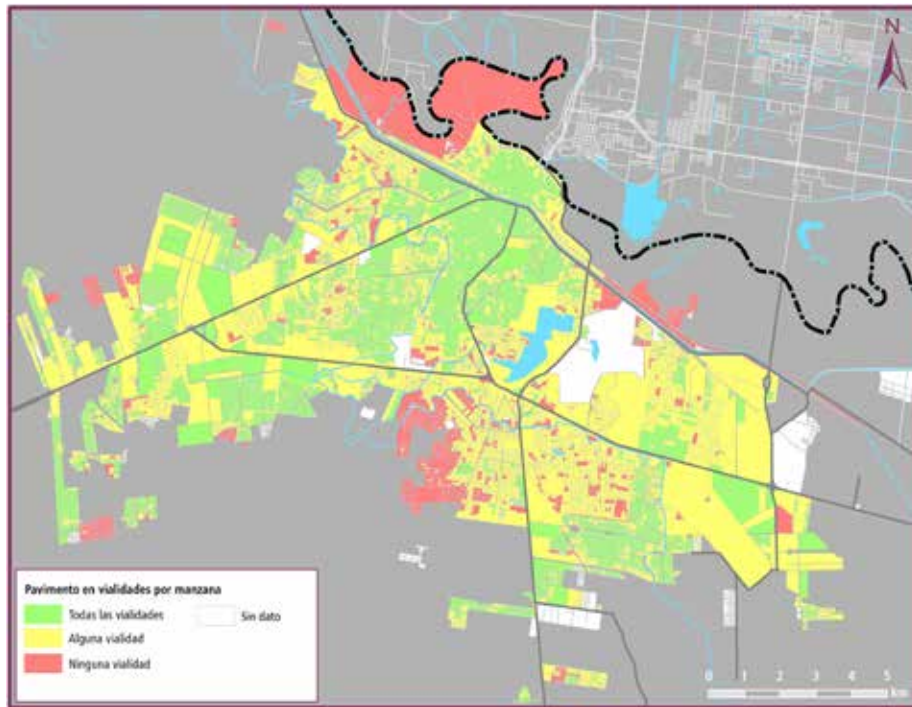 N
Pavimento en vialidades por manzana
Todas las vialidades
Sin dato
Alguna vialidad
Ninguna vialidad
0 1 2 3 4 5
km